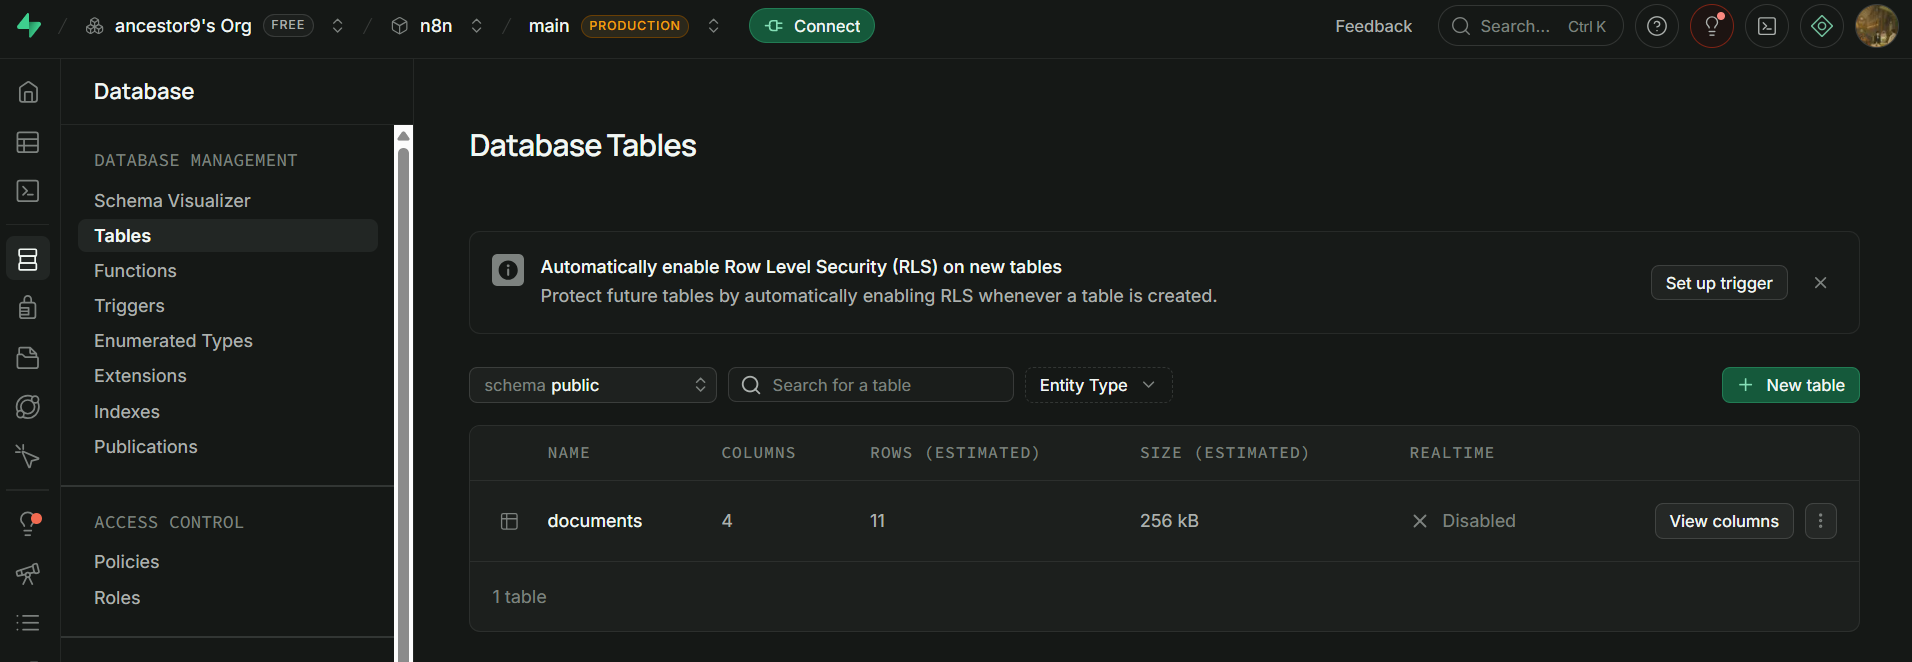 ancestor9's Org FREE n8n main PRODUCTION Connect Feedback Search... Ctrl K
Database
DATABASE MANAGEMENT
Schema Visualizer
Tables
Functions
Triggers
Enumerated Types
Extensions
Indexes
Publications
ACCESS CONTROL
Policies
Roles
Database Tables
Automatically enable Row Level Security (RLS) on new tables
Protect future tables by automatically enabling RLS whenever a table is created.
Set up trigger
schema public Search for a table Entity Type New table
NAME COLUMNS ROWS (ESTIMATED) SIZE (ESTIMATED) REALTIME
documents 4 11 256 kB Disabled View columns
1 table